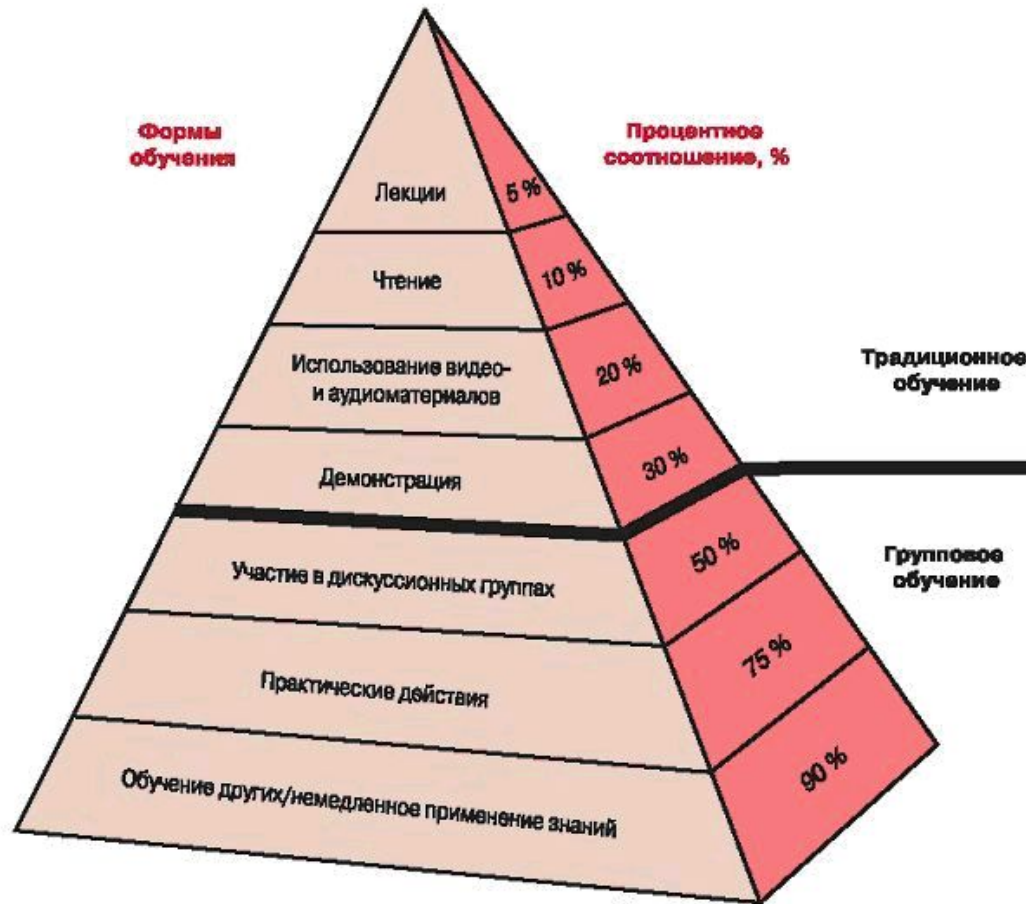 Формы
обучения
Процентное
соотношение, %
Лекции
5 %
Чтение
10 %
Использование видео-
и аудиоматериалов
20 %
Демонстрация
30 %
Традиционное
обучение
Участие в дискуссионных группах
50 %
Групповое
обучение
Практические действия
75 %
Обучение других/немедленное применение знаний
90 %